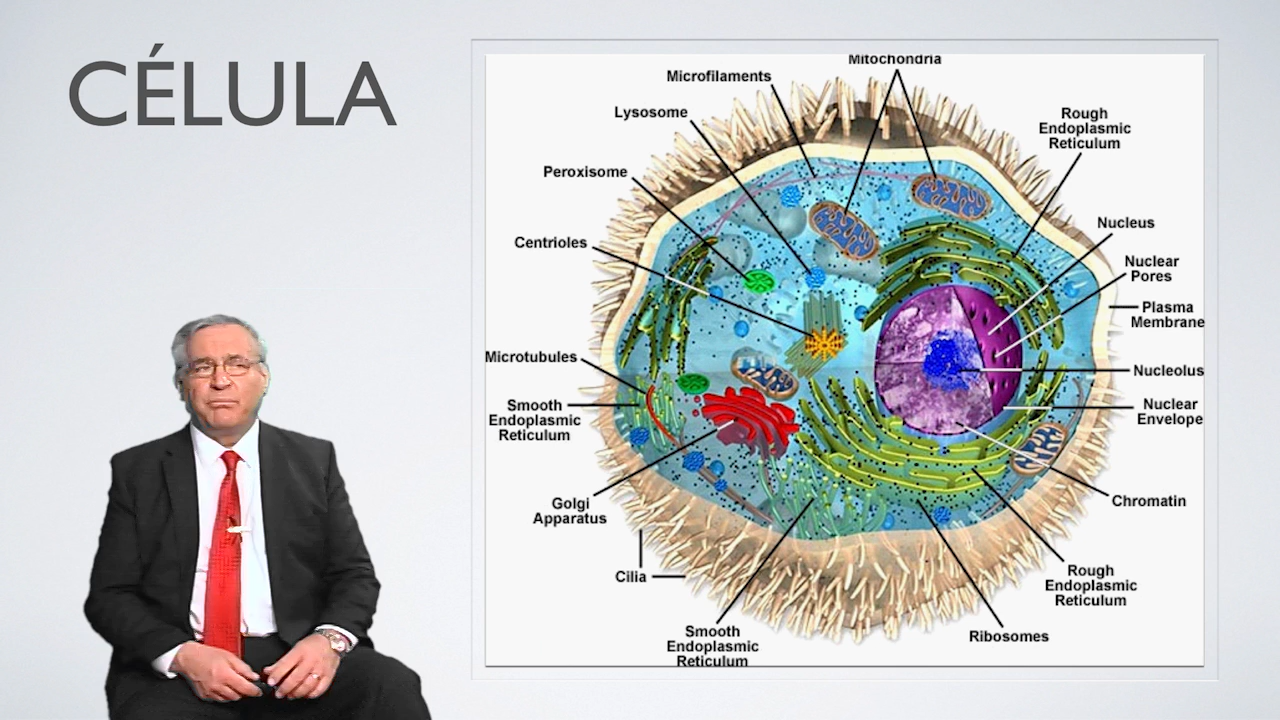 CÉLULA
Mitochondria
Microfilaments
Lysosome
Rough
Endoplasmic
Reticulum
Peroxisome
Nucleus
Centrioles
Nuclear
Pores
Plasma
Membrane
Microtubules
Nucleolus
Smooth
Endoplasmic
Reticulum
Nuclear
Envelope
Golgi
Apparatus
Chromatin
Cilia
Rough
Endoplasmic
Reticulum
Smooth
Endoplasmic
Reticulum
Ribosomes